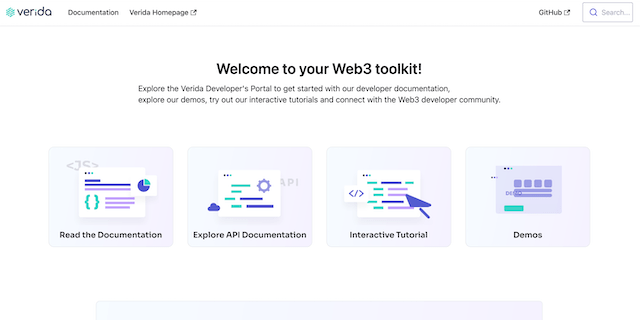 verida Documentation Verida Homepage GitHub Search...
Welcome to your Web3 toolkit!
Explore the Verida Developer's Portal to get started with our developer documentation,
explore our demos, try out our interactive tutorials and connect with the Web3 developer community.
<JS>
API
</>
DEMO
Read the Documentation
Explore API Documentation
Interactive Tutorial
Demos